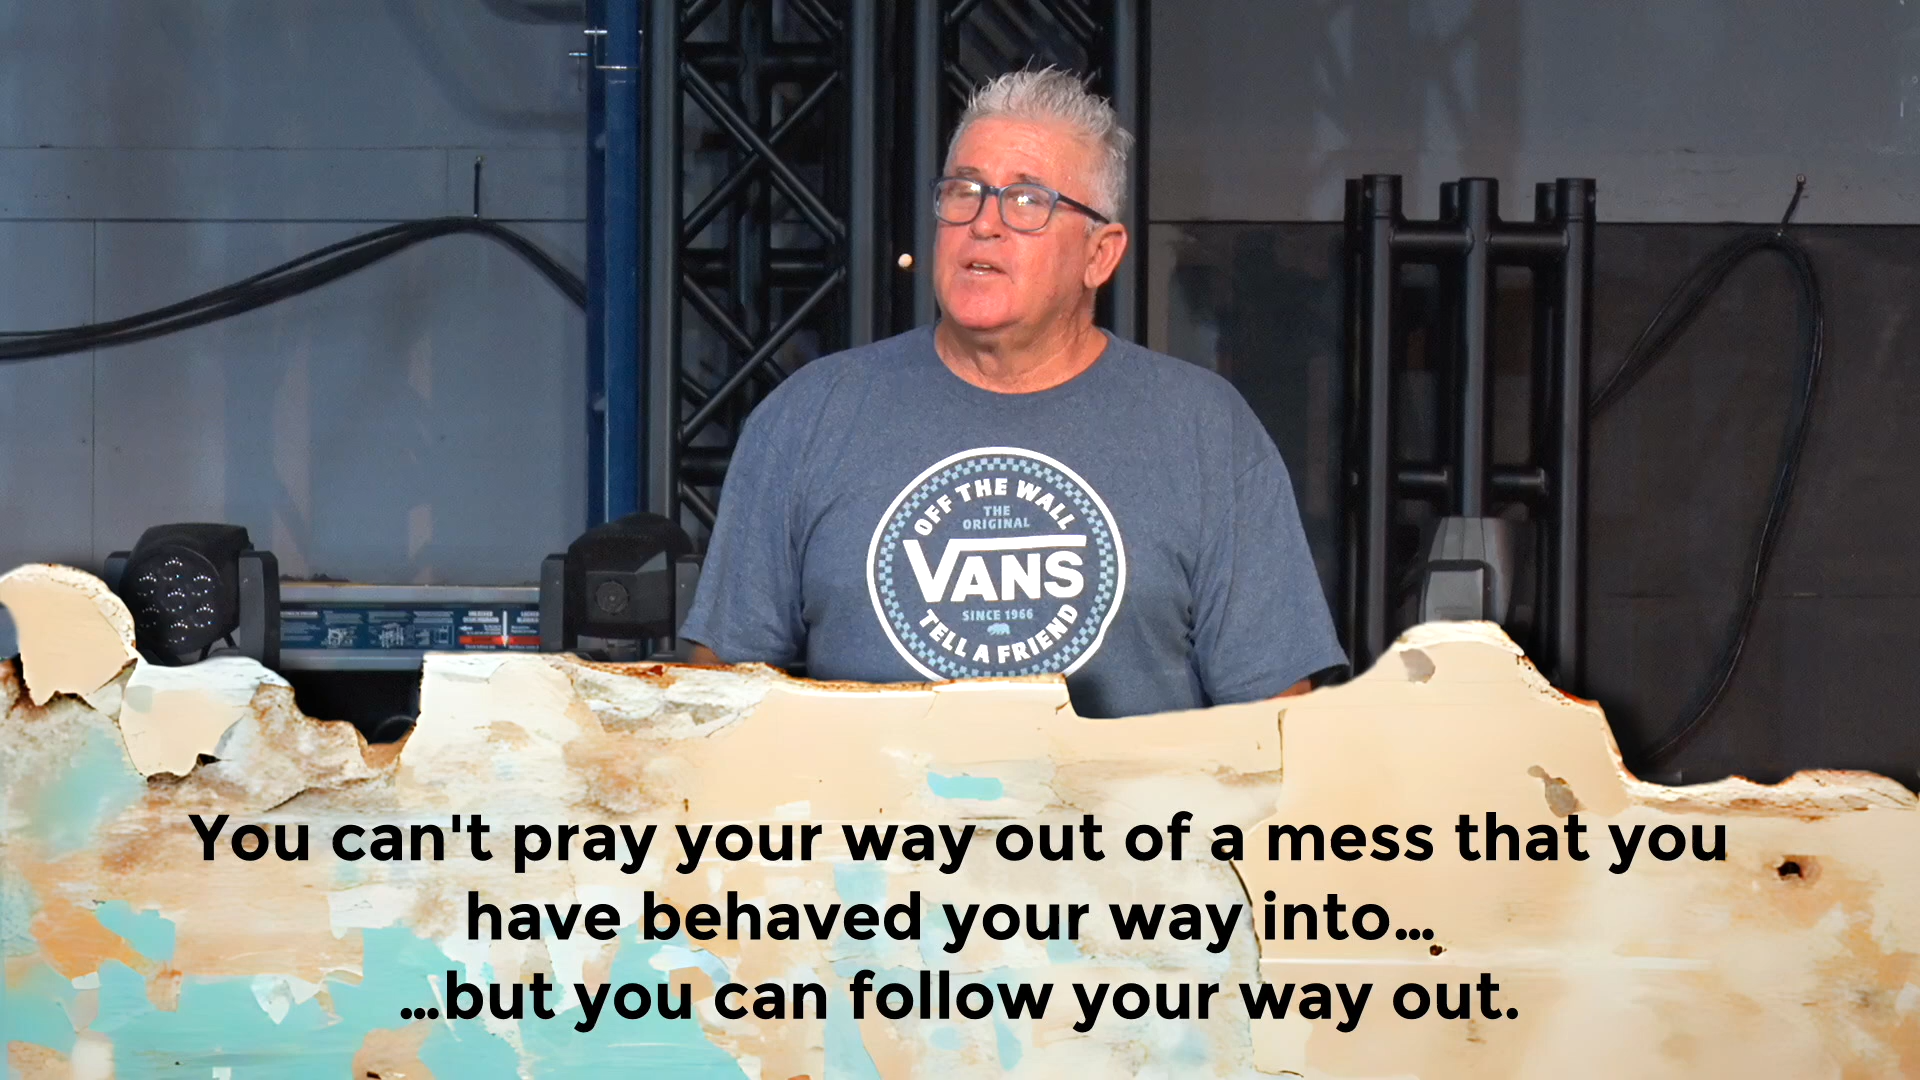 OFF THE WALL
THE
ORIGINAL
VANS
SINCE 1966
TELL A FRIEND
You can't pray your way out of a mess that you
have behaved your way into...
...but you can follow your way out.